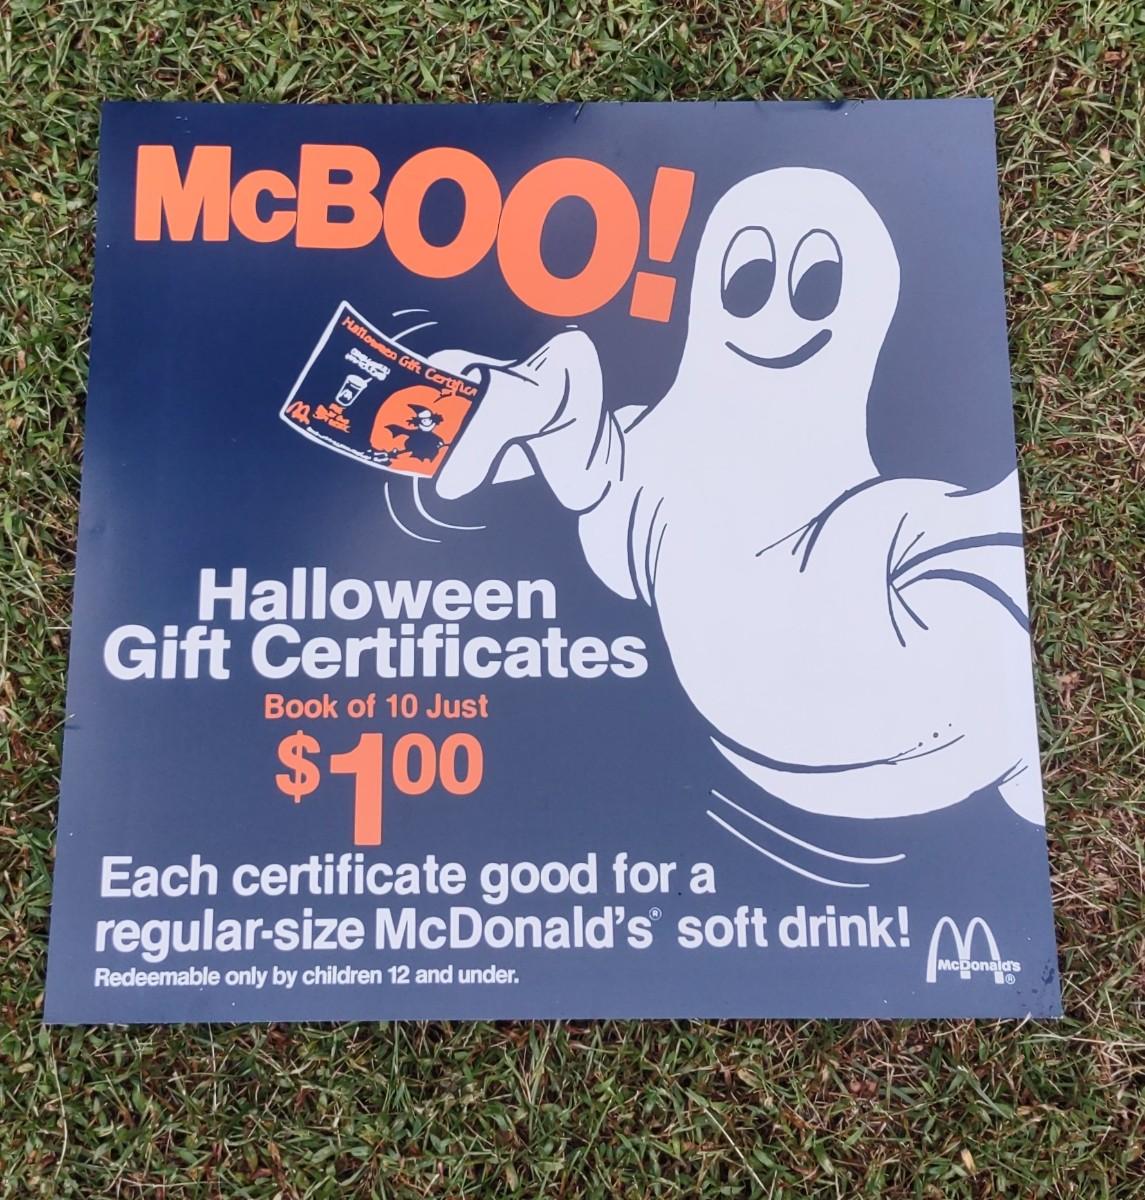 McBOO!
Halloween Gift Certifica
Halloween
Gift Certificates
Book of 10 Just
$1.00
Each certificate good for a
regular-size McDonald's® soft drink!
Redeemable only by children 12 and under.
McDonald's
®